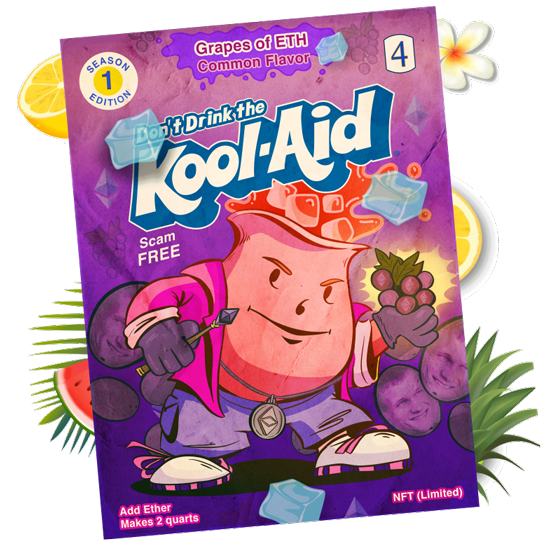 Grapes of ETH
Common Flavor
4
SEASON
1
EDITION
Don't Drink the
Kool-Aid
Scam
FREE
Add Ether
Makes 2 quarts
NFT (Limited)